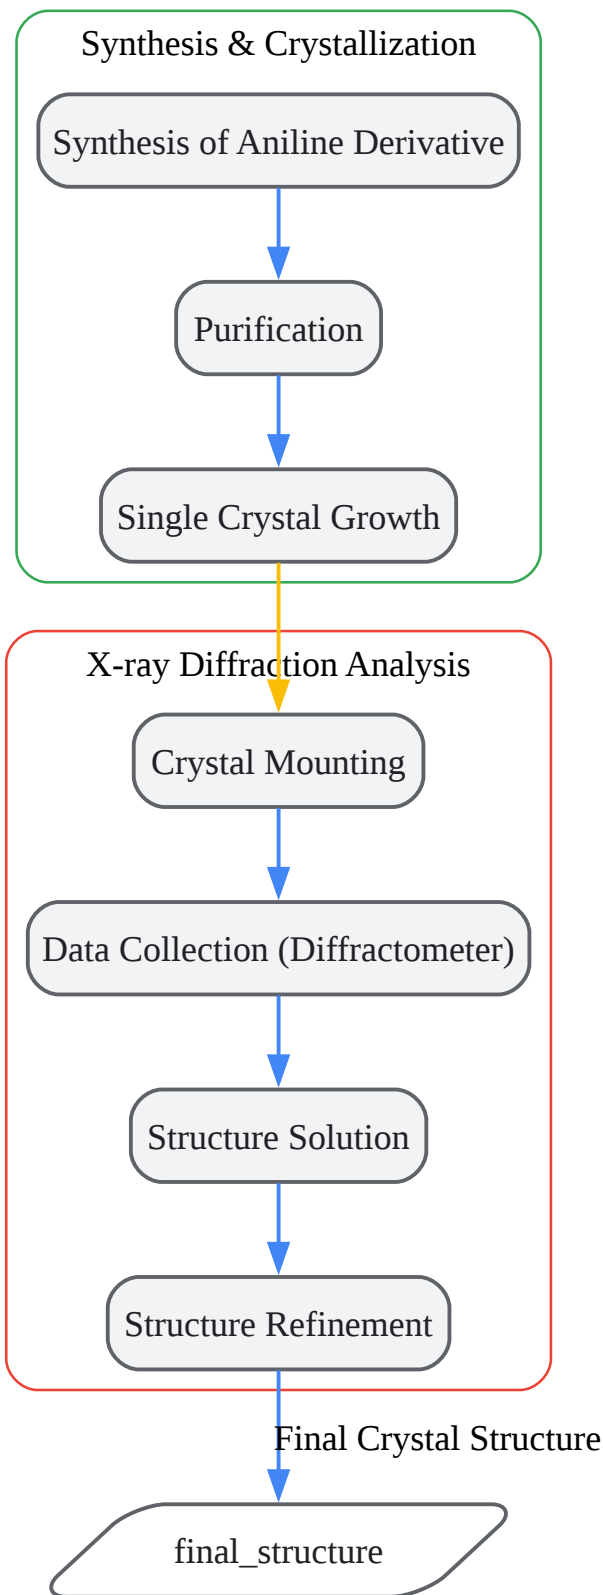 Synthesis & Crystallization
Synthesis of Aniline Derivative
Purification
Single Crystal Growth
X-ray Diffraction Analysis
Crystal Mounting
Data Collection (Diffractometer)
Structure Solution
Structure Refinement
Final Crystal Structure
final_structure